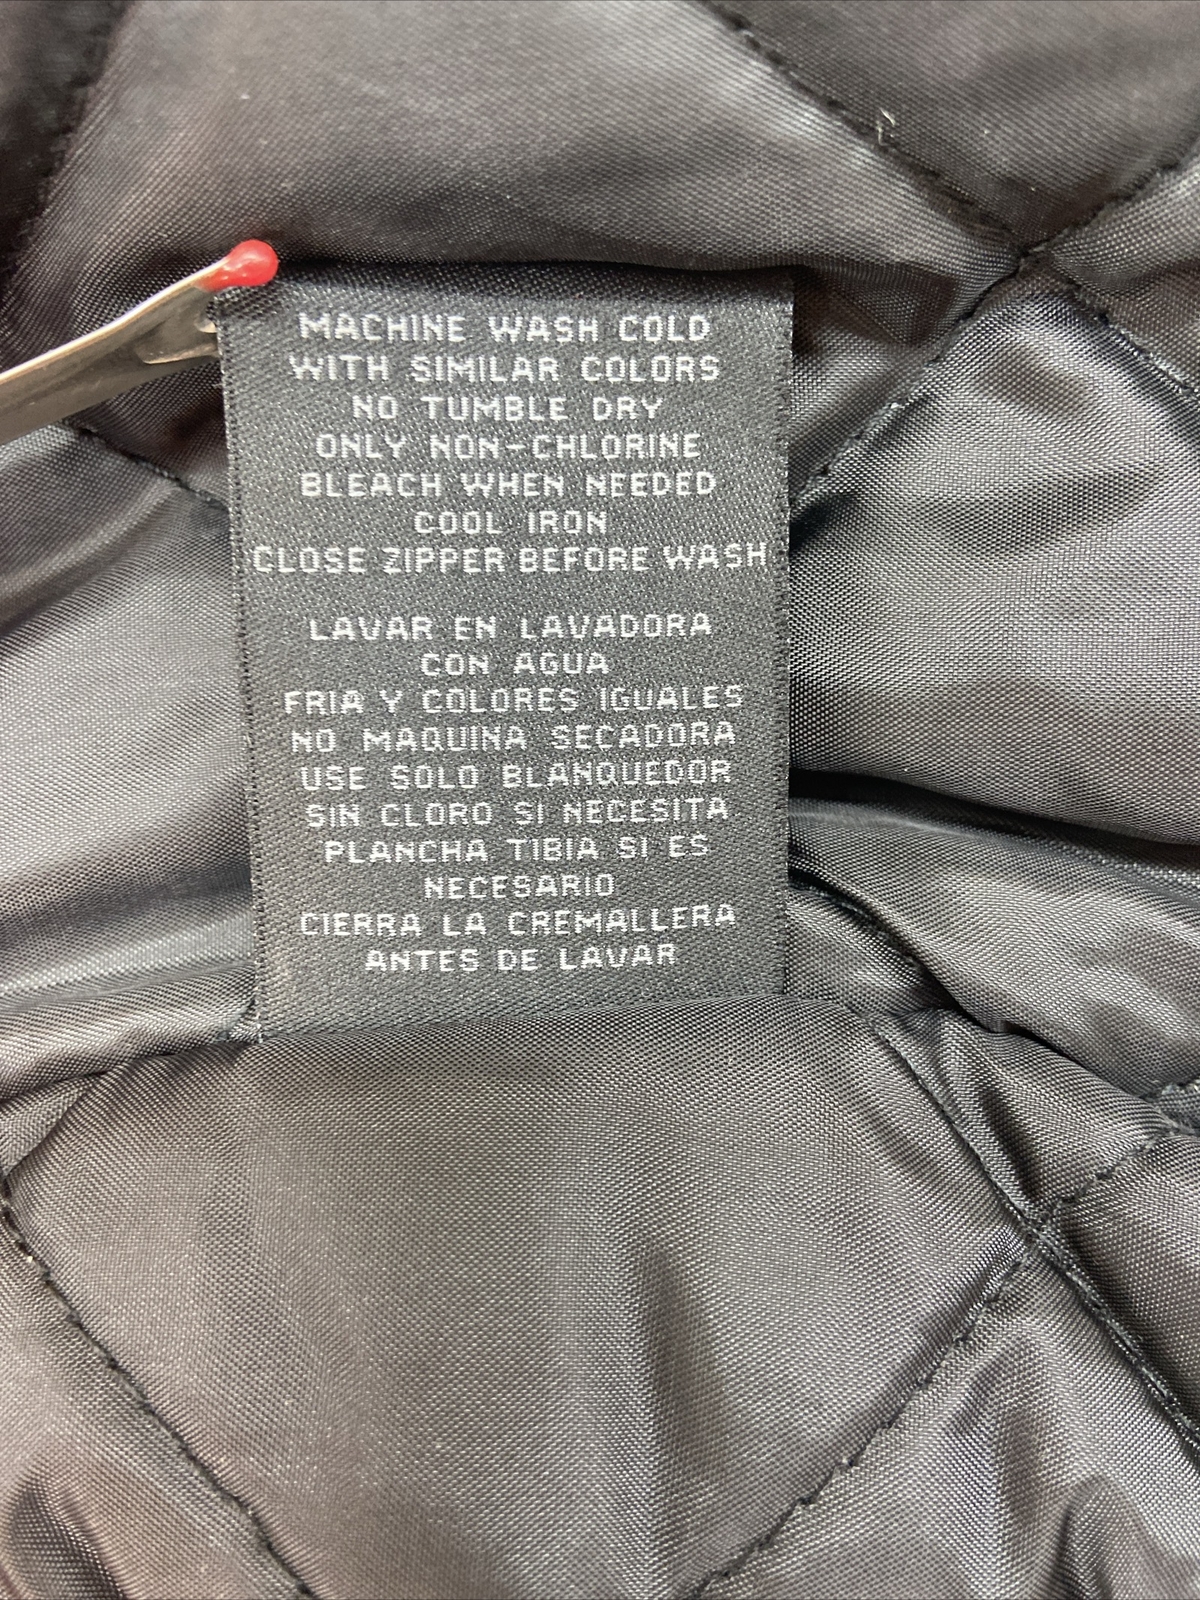 MACHINE WASH COLD
WITH SIMILAR COLORS
NO TUMBLE DRY
ONLY NON-CHLORINE
BLEACH WHEN NEEDED
COOL IRON
CLOSE ZIPPER BEFORE WASH
LAVAR EN LAVADORA
CON AGUA
FRIA Y COLORES IGUALES
NO MAQUINA SECADORA
USE SOLO BLANQUEDOR
SIN CLORO SI NECESITA
PLANCHA TIBIA SI ES
NECESARIO
CIERRA LA CREMALLERA
ANTES DE LAVAR